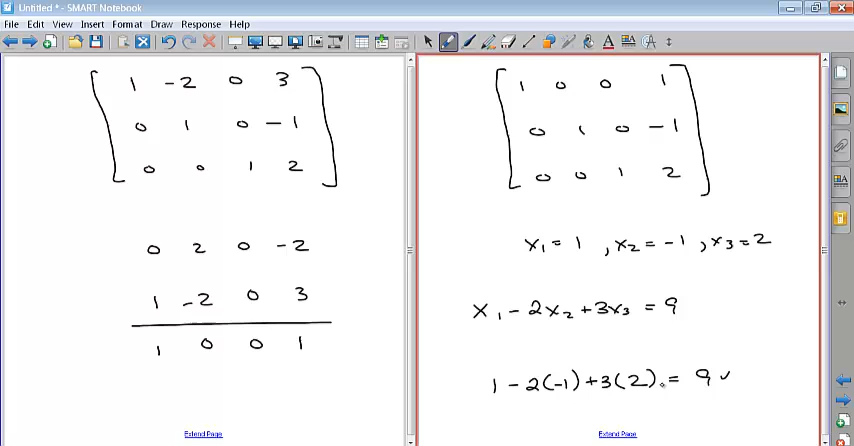 Untitled * - SMART Notebook
File Edit View Insert Format Draw Response Help
1 -2 0 3
0 1 0 -1
0 0 1 2
0 2 0 -2
1 -2 0 3
1 0 0 1
Extend Page
1 0 0 1
0 1 0 -1
0 0 1 2
x₁ = 1 , x₂ = -1 , x₃ = 2
x₁ - 2x₂ + 3x₃ = 9
1 - 2(-1) + 3(2) = 9 ✓
Extend Page